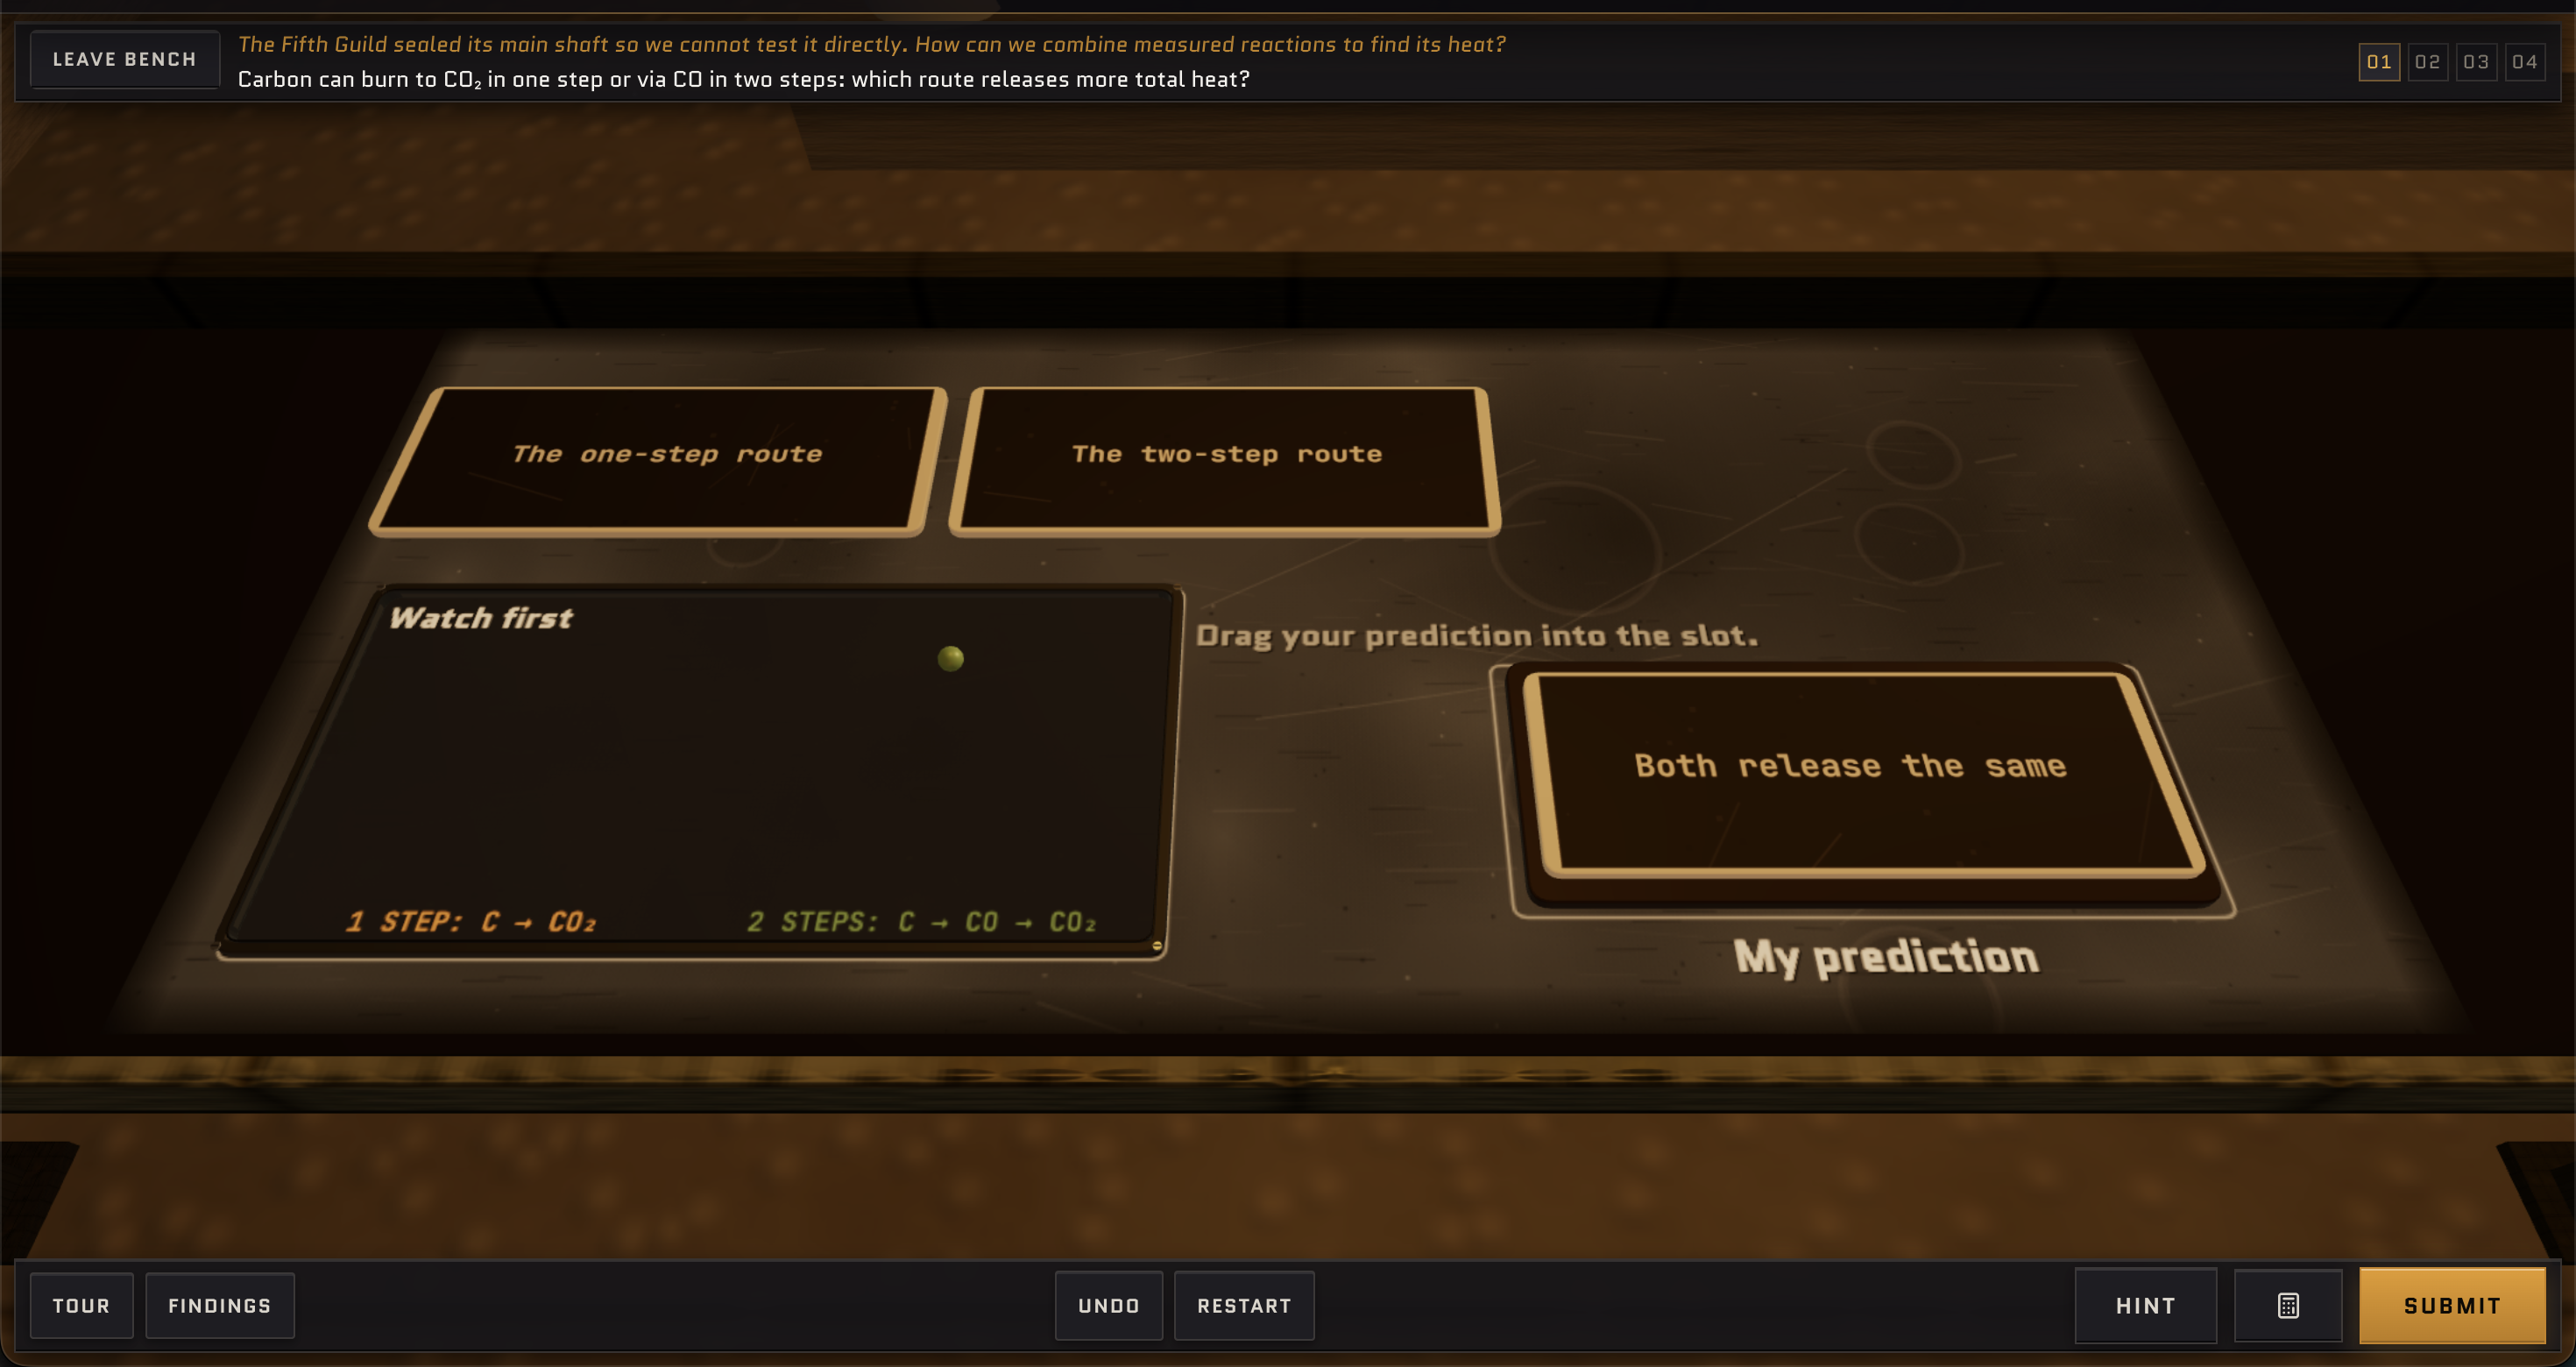 LEAVE BENCH
The Fifth Guild sealed its main shaft so we cannot test it directly. How can we combine measured reactions to find its heat?
Carbon can burn to CO₂ in one step or via CO in two steps: which route releases more total heat?
01 02 03 04
The one-step route
The two-step route
Watch first
Drag your prediction into the slot.
Both release the same
1 STEP: C → CO₂
2 STEPS: C → CO → CO₂
My prediction
TOUR
FINDINGS
UNDO
RESTART
HINT
SUBMIT